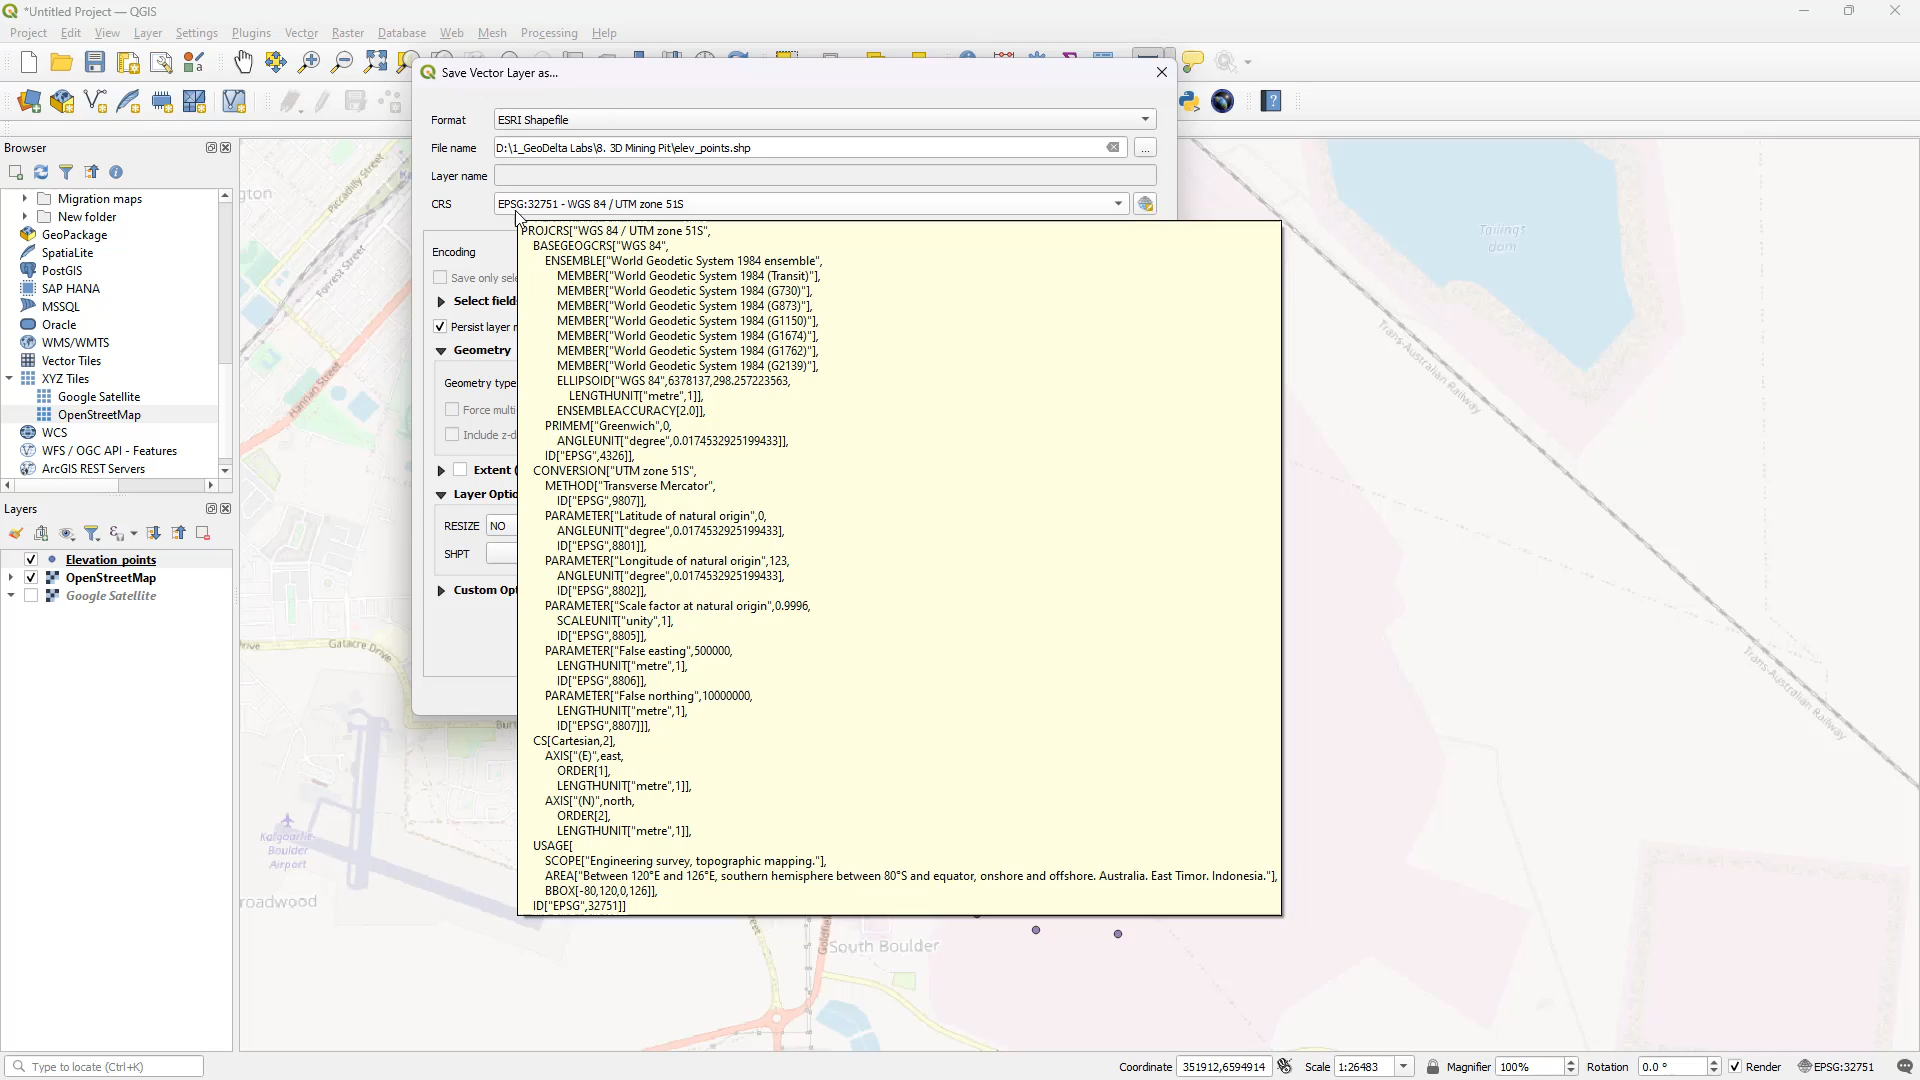 *Untitled Project — QGIS
Project Edit View Layer Settings Plugins Vector Raster Database Web Mesh Processing Help
Save Vector Layer as...
Format ESRI Shapefile
File name D:\1_GeoDelta Labs\8. 3D Mining Pit\elev_points.shp
...
Layer name
CRS EPSG:32751 - WGS 84 / UTM zone 51S
Encoding
Save only sele
Select field
Persist layer m
Geometry
Geometry type
Force multi
Include z-d
Extent (
Layer Optio
RESIZE NO
SHPT
Custom Opt
PROJCRS["WGS 84 / UTM zone 51S",
BASEGEOGCRS["WGS 84",
ENSEMBLE["World Geodetic System 1984 ensemble",
MEMBER["World Geodetic System 1984 (Transit)"],
MEMBER["World Geodetic System 1984 (G730)"],
MEMBER["World Geodetic System 1984 (G873)"],
MEMBER["World Geodetic System 1984 (G1150)"],
MEMBER["World Geodetic System 1984 (G1674)"],
MEMBER["World Geodetic System 1984 (G1762)"],
MEMBER["World Geodetic System 1984 (G2139)"],
ELLIPSOID["WGS 84",6378137,298.257223563,
LENGTHUNIT["metre",1]],
ENSEMBLEACCURACY[2.0]],
PRIMEM["Greenwich",0,
ANGLEUNIT["degree",0.0174532925199433]],
ID["EPSG",4326]],
CONVERSION["UTM zone 51S",
METHOD["Transverse Mercator",
ID["EPSG",9807]],
PARAMETER["Latitude of natural origin",0,
ANGLEUNIT["degree",0.0174532925199433],
ID["EPSG",8801]],
PARAMETER["Longitude of natural origin",123,
ANGLEUNIT["degree",0.0174532925199433],
ID["EPSG",8802]],
PARAMETER["Scale factor at natural origin",0.9996,
SCALEUNIT["unity",1],
ID["EPSG",8805]],
PARAMETER["False easting",500000,
LENGTHUNIT["metre",1],
ID["EPSG",8806]],
PARAMETER["False northing",10000000,
LENGTHUNIT["metre",1],
ID["EPSG",8807]]],
CS[Cartesian,2],
AXIS["(E)",east,
ORDER[1],
LENGTHUNIT["metre",1]],
AXIS["(N)",north,
ORDER[2],
LENGTHUNIT["metre",1]],
USAGE[
SCOPE["Engineering survey, topographic mapping."],
AREA["Between 120°E and 126°E, southern hemisphere between 80°S and equator, onshore and offshore. Australia. East Timor. Indonesia."],
BBOX[-80,120,0,126]],
ID["EPSG",32751]]
Browser
Migration maps
New folder
GeoPackage
SpatiaLite
PostGIS
SAP HANA
MSSQL
Oracle
WMS/WMTS
Vector Tiles
XYZ Tiles
Google Satellite
OpenStreetMap
WCS
WFS / OGC API - Features
ArcGIS REST Servers
Layers
Elevation points
OpenStreetMap
Google Satellite
ngton
Piccadilly Street
Forrest Street
Hannan Street
rive
Gatacre Drive
Kalgoorlie-
Boulder
Airport
roadwood
Goldfie
South Boulder
Tailings
dam
Trans-Australian Railway
Trans-Australian Railway
Type to locate (Ctrl+K)
Coordinate 351912,6594914 Scale 1:26483 Magnifier 100% Rotation 0.0 ° Render EPSG:32751